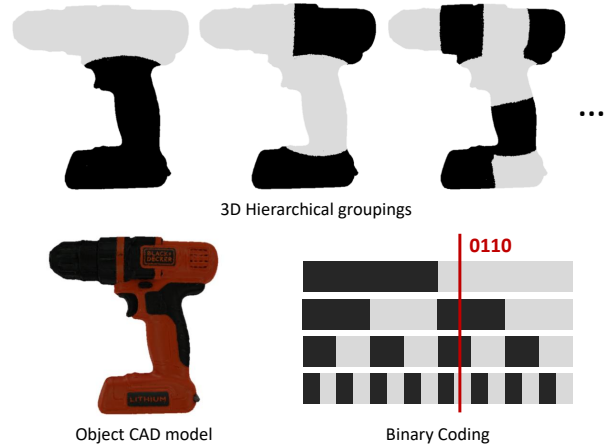 ...
3D Hierarchical groupings
0110
BLACK+
DECKER
LITHIUM
Object CAD model
Binary Coding